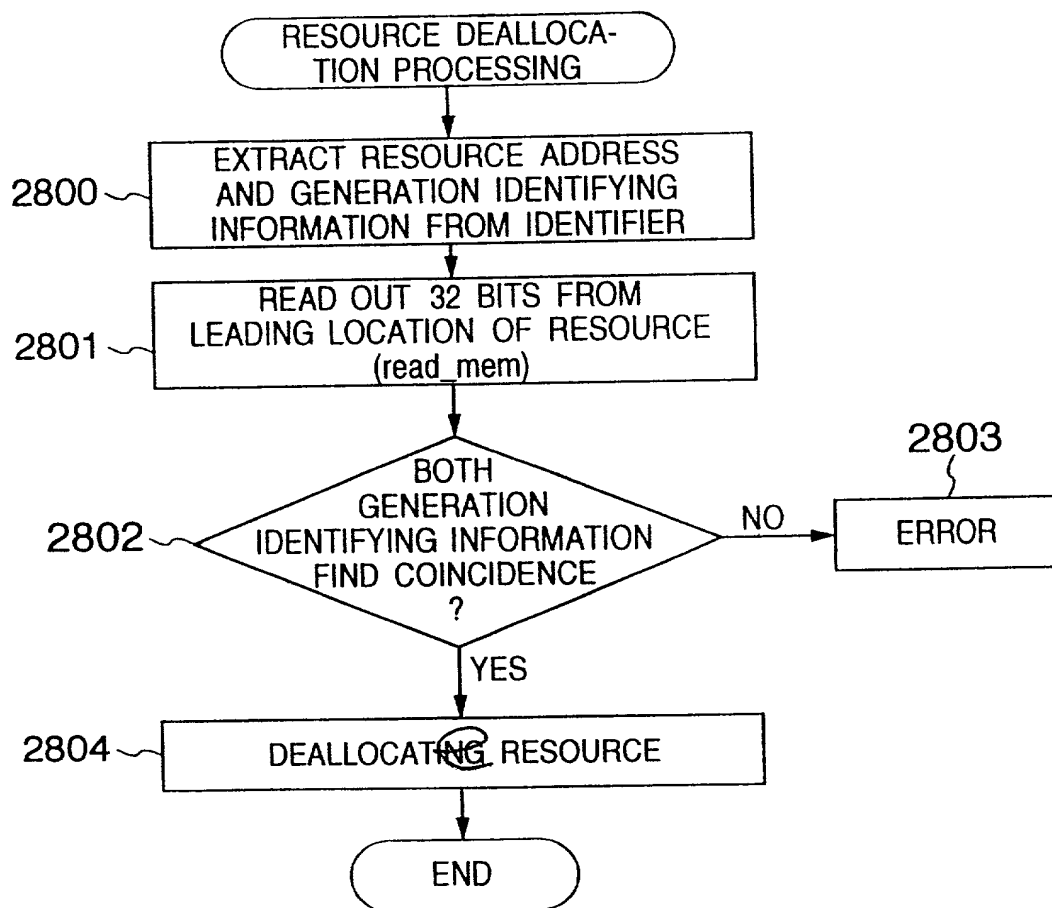 RESOURCE DEALLOCA-
TION PROCESSING
2800
EXTRACT RESOURCE ADDRESS
AND GENERATION IDENTIFYING
INFORMATION FROM IDENTIFIER
2801
READ OUT 32 BITS FROM
LEADING LOCATION OF RESOURCE
(read_mem)
2802
BOTH
GENERATION
IDENTIFYING INFORMATION
FIND COINCIDENCE
?
NO
2803
ERROR
YES
2804
DEALLOCATING RESOURCE
END